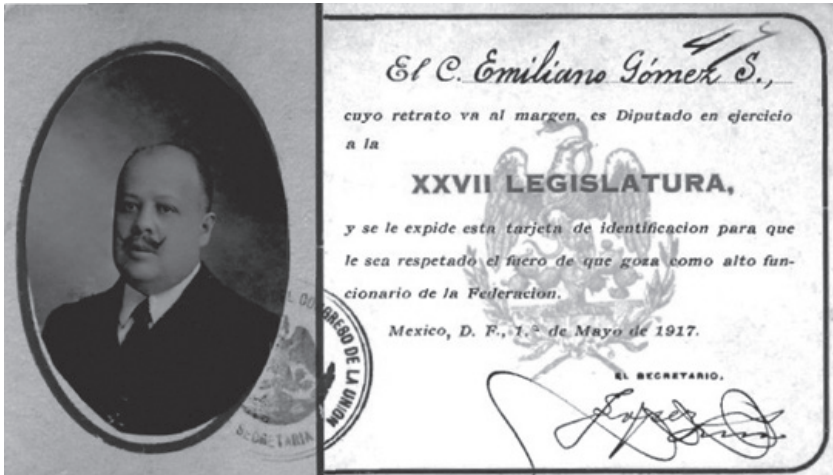 El C. Emiliano Gómez S.,
cuyo retrato va al margen, es Diputado en ejercicio
a la
XXVII LEGISLATURA,
y se le expide esta tarjeta de identificacion para que
le sea respetado el fuero de que goza como alto fun-
cionario de la Federacion.
Mexico, D. F., 1.º de Mayo de 1917.
EL SECRETARIO,
CONGRESO DE LA UNION
SECRETARIA